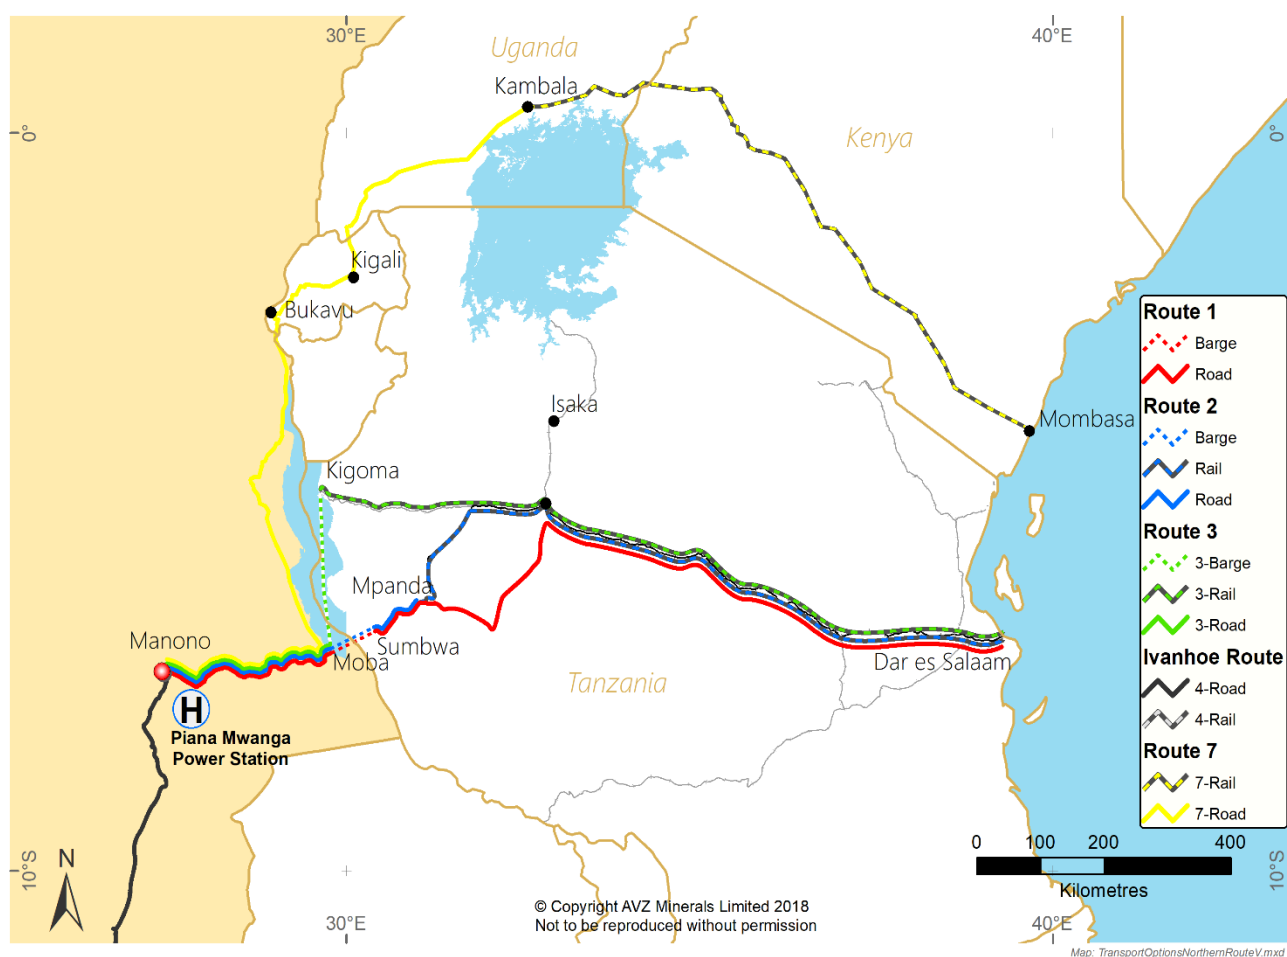 30°E
40°E
Uganda
Kambala
0°
Kenya
0°
Kigali
Bukavu
Isaka
Mombasa
Kigoma
Mpanda
Sumbwa
Manono
Moba
Dar es Salaam
Tanzania
H
Piana Mwanga
Power Station
Route 1
Barge
Road
Route 2
Barge
Rail
Road
Route 3
3-Barge
3-Rail
3-Road
Ivanhoe Route
4-Road
4-Rail
Route 7
7-Rail
7-Road
0 100 200 400
Kilometres
N
10°S
10°S
© Copyright AVZ Minerals Limited 2018
Not to be reproduced without permission
30°E
40°E
Map: TransportOptionsNorthernRouteV.mxd